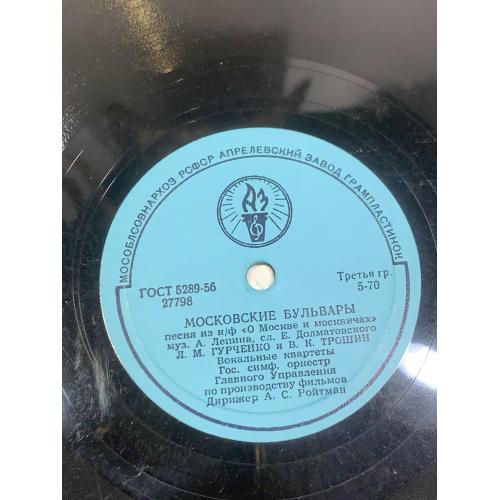 МОСОБЛСОВНАРХОЗ РСФСР АПРЕЛЕВСКИЙ ЗАВОД ГРАМПЛАСТИНОК
АЗ
ГОСТ 5289-56
27798
Третья гр.
5-70
МОСКОВСКИЕ БУЛЬВАРЫ
песня из к/ф «О Москве и москвичах»
муз. А. Лепина, сл. Е. Долматовского
Л. М. ГУРЧЕНКО и В. К. ТРОШИН
Вокальные квартеты
Гос. симф. оркестр
Главного Управления
по производству фильмов
Дирижер А. С. Ройтман